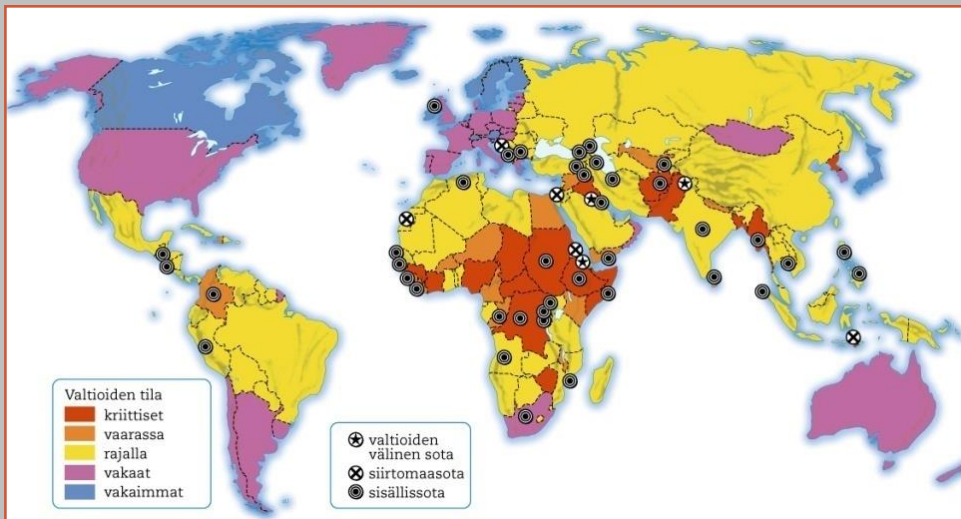 Valtioiden tila
kriittiset
vaarassa
rajalla
vakaat
vakaimmat
valtioiden
välinen sota
siirtomaasota
sisällissota